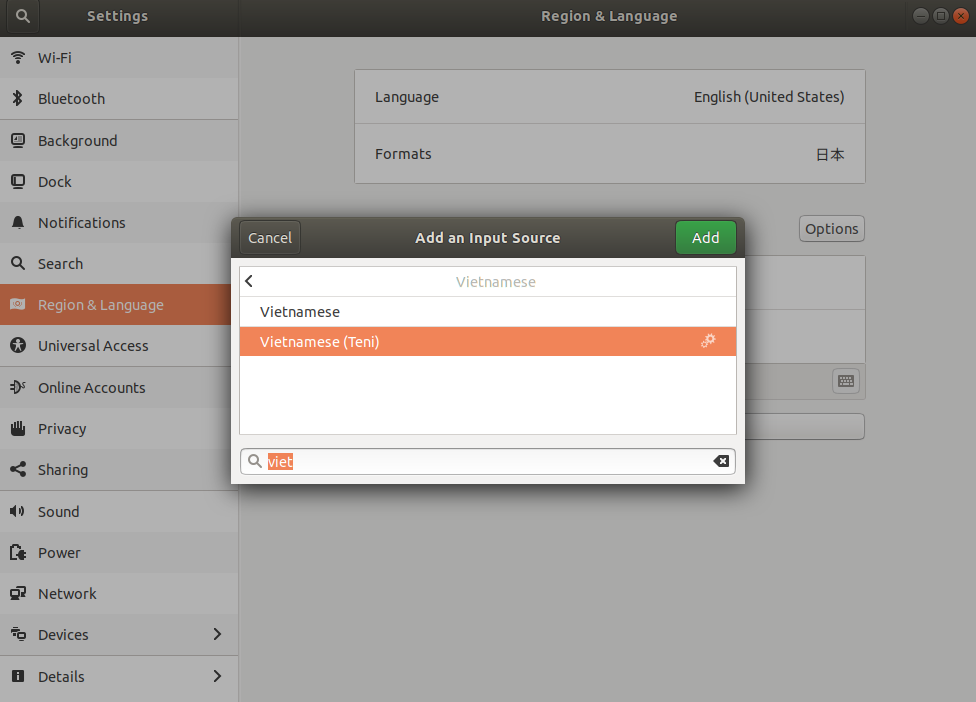 Settings
Region & Language
Wi-Fi
Bluetooth
Background
Dock
Notifications
Search
Region & Language
Universal Access
Online Accounts
Privacy
Sharing
Sound
Power
Network
Devices
Details
Language English (United States)
Formats 日本
Options
Cancel Add an Input Source Add
Vietnamese
Vietnamese
Vietnamese (Teni)
viet